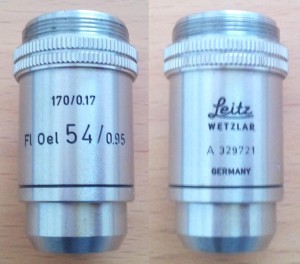 170/0.17
Fl Oel 54/0.95
Leitz
WETZLAR
A 329721
GERMANY